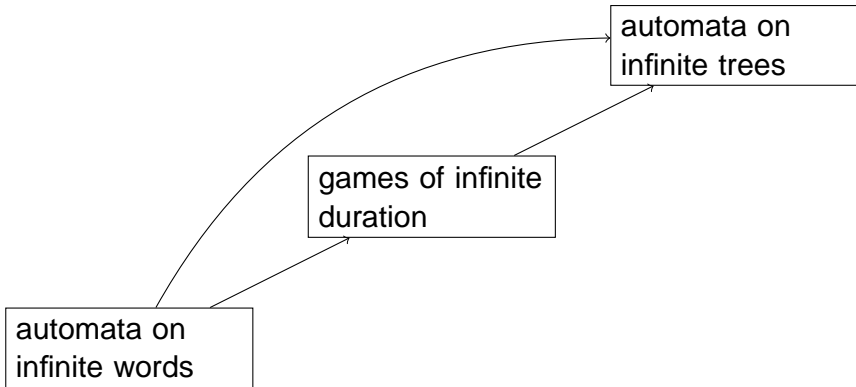 automata on
infinite trees
games of infinite
duration
automata on
infinite words